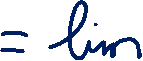 = lim